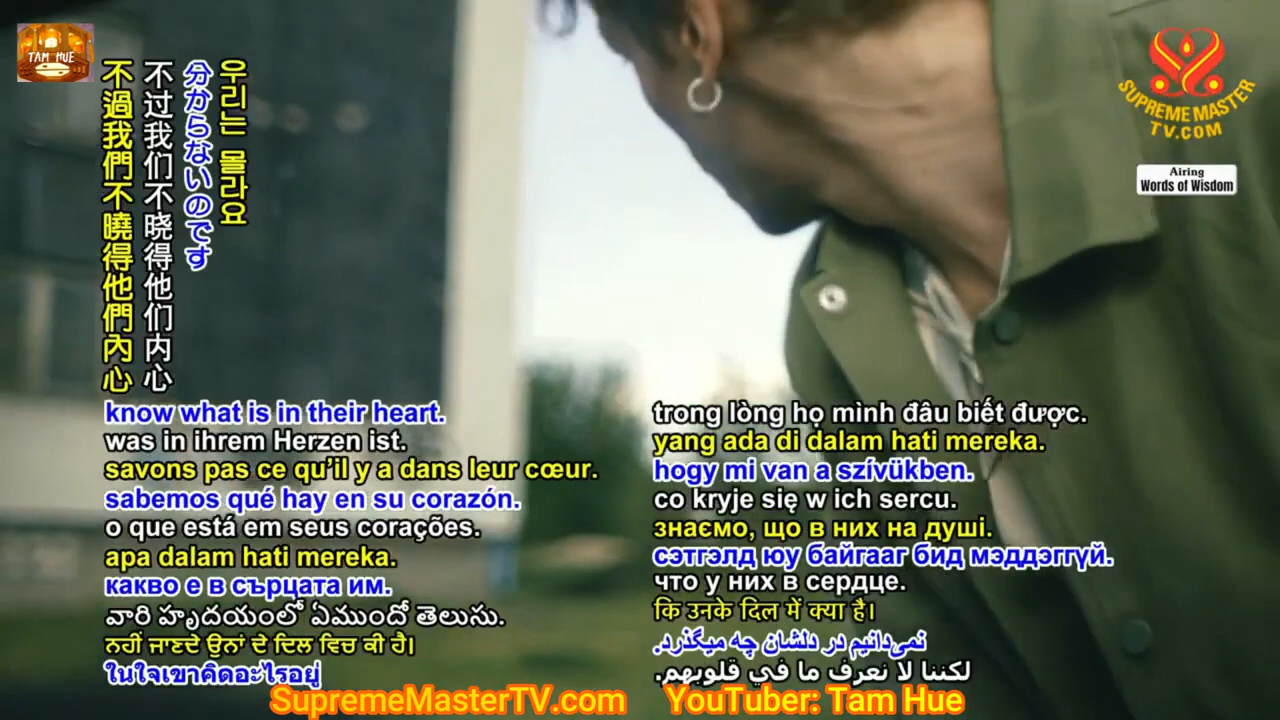 TAM HUE
SUPREME MASTER
TV.COM
Airing
Words of Wisdom
不過我們不曉得他們內心
不过我们不晓得他们内心
分からないのです
우리는 몰라요
know what is in their heart.
was in ihrem Herzen ist.
savons pas ce qu’il y a dans leur cœur.
sabemos qué hay en su corazón.
o que está em seus corações.
apa dalam hati mereka.
какво е в сърцата им.
వారి హృదయంలో ఏముందో తెలుసు.
ਨਹੀਂ ਜਾਣਦੇ ਉਨਾਂ ਦੇ ਦਿਲ ਵਿਚ ਕੀ ਹੈ।
ในใจเขาคิดอะไรอยู่
trong lòng họ mình đâu biết được.
yang ada di dalam hati mereka.
hogy mi van a szívükben.
co kryje się w ich sercu.
знаємо, що в них на душі.
сэтгэлд юу байгааг бид мэддэггүй.
что у них в сердце.
कि उनके दिल में क्या है।
نمی‌دانیم در دلشان چه میگذرد.
لكننا لا نعرف ما في قلوبهم.
SupremeMasterTV.com YouTuber: Tam Hue